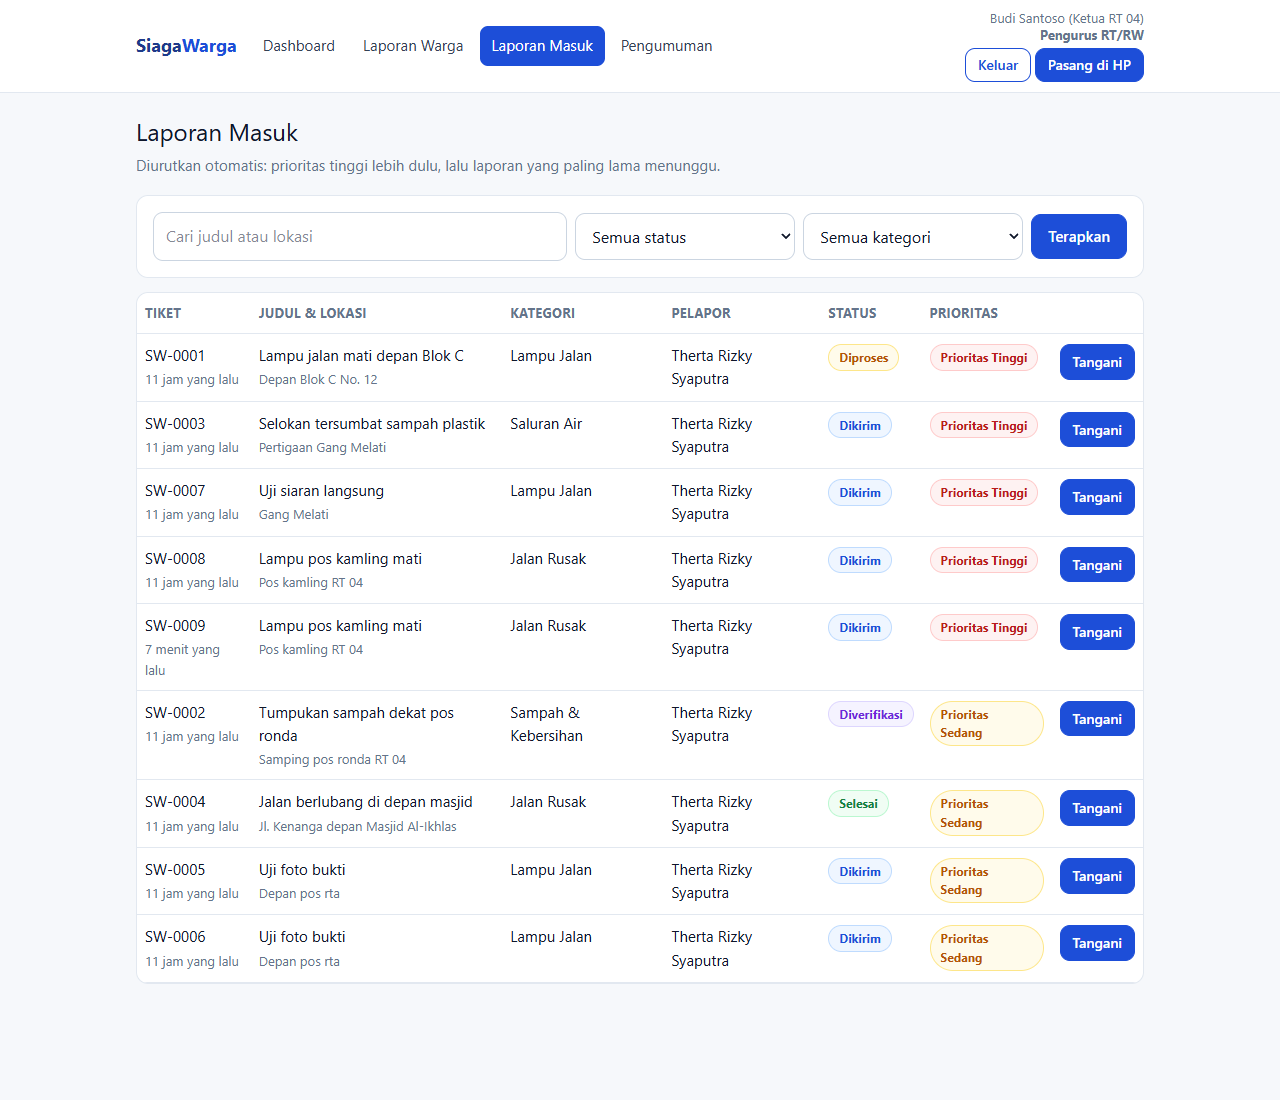 SiagaWarga Dashboard Laporan Warga Laporan Masuk Pengumuman
Budi Santoso (Ketua RT 04)
Pengurus RT/RW
Keluar Pasang di HP
Laporan Masuk
Diurutkan otomatis: prioritas tinggi lebih dulu, lalu laporan yang paling lama menunggu.
Cari judul atau lokasi Semua status Semua kategori Terapkan
TIKET JUDUL & LOKASI KATEGORI PELAPOR STATUS PRIORITAS
SW-0001 Lampu jalan mati depan Blok C Lampu Jalan Therta Rizky Diproses Prioritas Tinggi Tangani
11 jam yang lalu Depan Blok C No. 12 Syaputra
SW-0003 Selokan tersumbat sampah plastik Saluran Air Therta Rizky Dikirim Prioritas Tinggi Tangani
11 jam yang lalu Pertigaan Gang Melati Syaputra
SW-0007 Uji siaran langsung Lampu Jalan Therta Rizky Dikirim Prioritas Tinggi Tangani
11 jam yang lalu Gang Melati Syaputra
SW-0008 Lampu pos kamling mati Jalan Rusak Therta Rizky Dikirim Prioritas Tinggi Tangani
11 jam yang lalu Pos kamling RT 04 Syaputra
SW-0009 Lampu pos kamling mati Jalan Rusak Therta Rizky Dikirim Prioritas Tinggi Tangani
7 menit yang Pos kamling RT 04 Syaputra
lalu
SW-0002 Tumpukan sampah dekat pos Sampah & Therta Rizky Diverifikasi Prioritas Tangani
11 jam yang lalu ronda Kebersihan Syaputra Sedang
Samping pos ronda RT 04
SW-0004 Jalan berlubang di depan masjid Jalan Rusak Therta Rizky Selesai Prioritas Tangani
11 jam yang lalu Jl. Kenanga depan Masjid Al-Ikhlas Syaputra Sedang
SW-0005 Uji foto bukti Lampu Jalan Therta Rizky Dikirim Prioritas Tangani
11 jam yang lalu Depan pos rta Syaputra Sedang
SW-0006 Uji foto bukti Lampu Jalan Therta Rizky Dikirim Prioritas Tangani
11 jam yang lalu Depan pos rta Syaputra Sedang